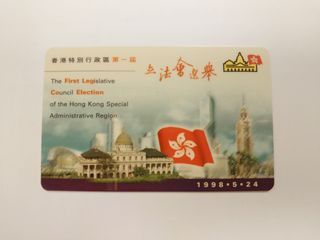 香港特別行政區第一屆
立法會選舉
The First Legislative
Council Election
of the Hong Kong Special
Administrative Region
1998・5・24